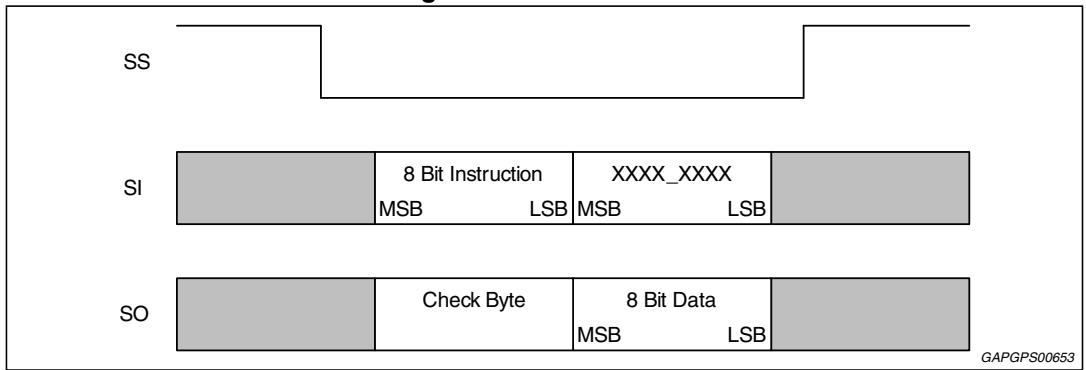 SS
SI
8 Bit Instruction
XXXX_XXXX
MSB LSB MSB LSB
SO
Check Byte
8 Bit Data
MSB LSB
GAPGPS00653